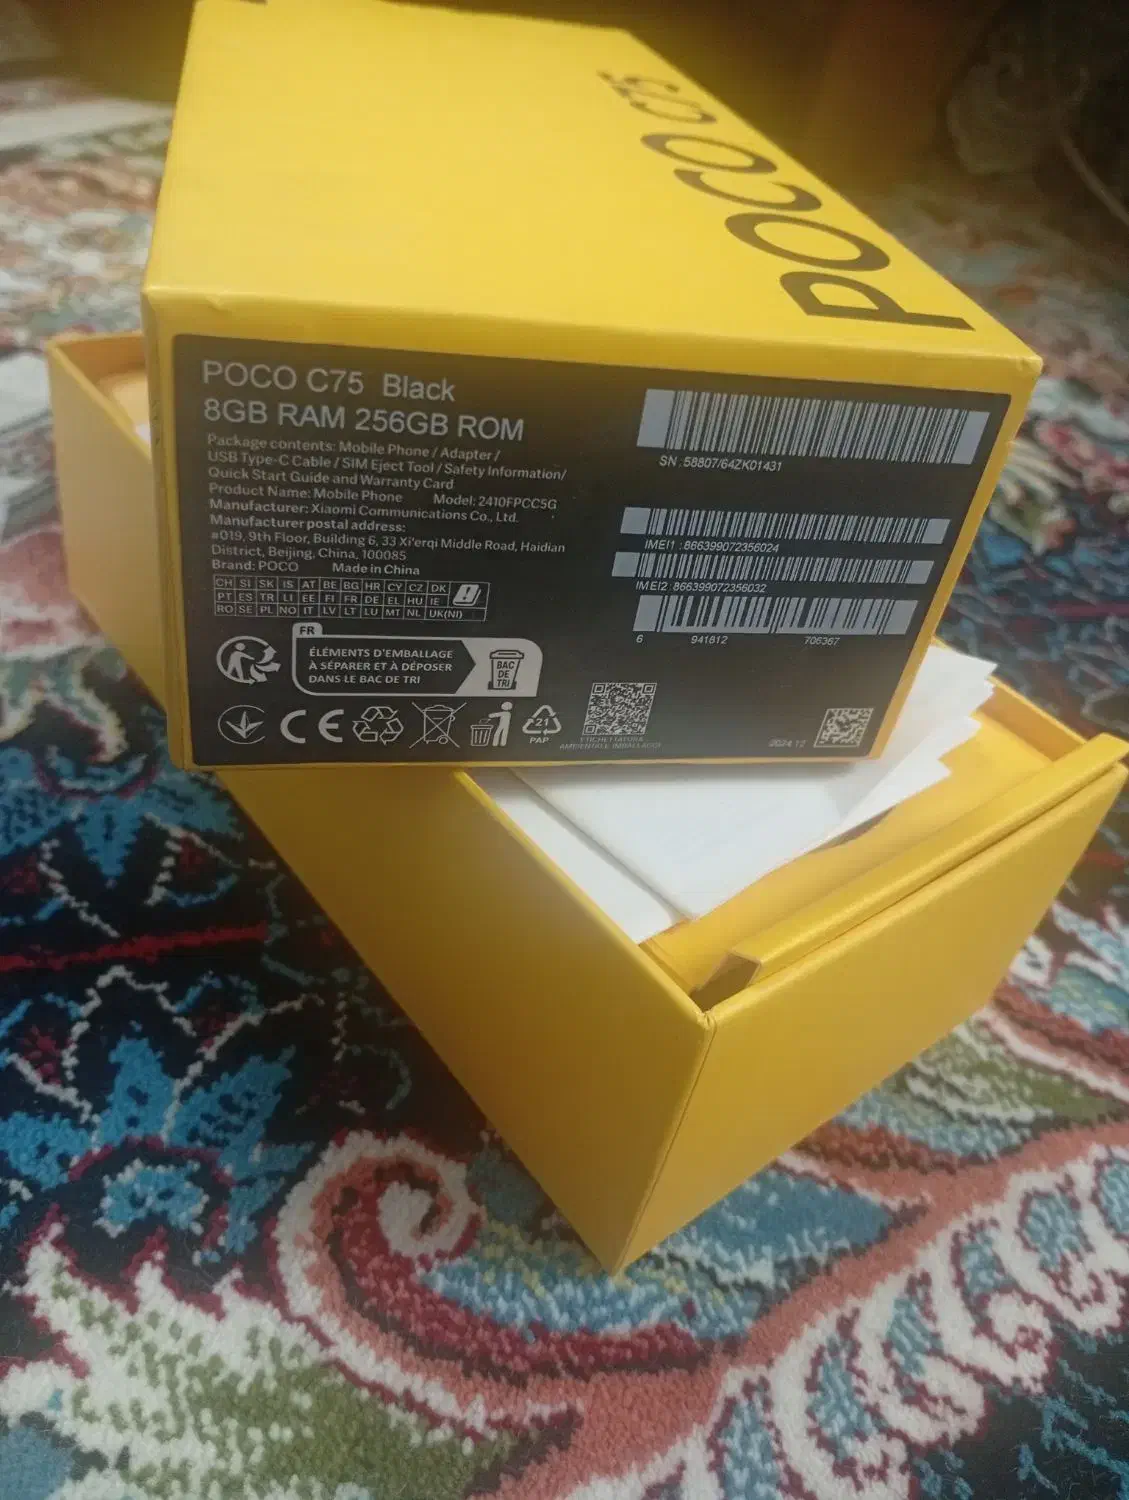 POCO C75
POCO C75 Black
8GB RAM 256GB ROM
Package contents: Mobile Phone / Adapter /
USB Type-C Cable / SIM Eject Tool / Safety Information/
Quick Start Guide and Warranty Card
Product Name: Mobile Phone Model: 2410FPCC5G
Manufacturer: Xiaomi Communications Co., Ltd.
Manufacturer postal address:
#019, 9th Floor, Building 6, 33 Xi'erqi Middle Road, Haidian
District, Beijing, China, 100085
Brand: POCO Made in China
CH SI SK IS AT BE BG HR CY CZ DK
PT ES TR LI EE FI FR DE EL HU IE
RO SE PL NO IT LV LT LU MT NL UK(NI)
FR
ÉLÉMENTS D'EMBALLAGE
À SÉPARER ET À DÉPOSER
DANS LE BAC DE TRI
BAC
DE
TRI
CE
21
PAP
SN : 58807/64ZK01431
IMEI1 : 866399072356024
IMEI2: 866399072356032
6 941812 706367
ETICHETTATURA
AMBIENTALE IMBALLAGGI
2024.12